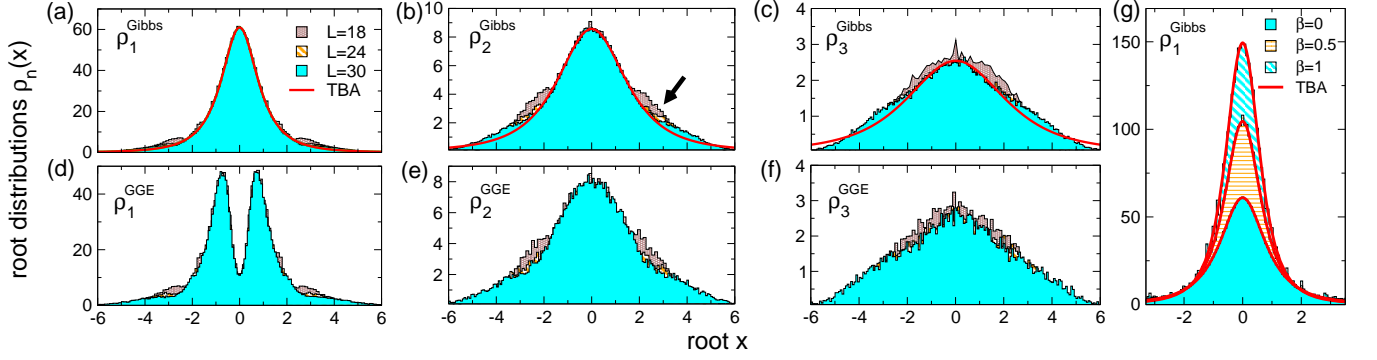 root distributions ρn(x)
(a)
ρ1 Gibbs
L=18
L=24
L=30
TBA
60
40
20
0
(b)
ρ2 Gibbs
10
8
6
4
2
(c)
ρ3 Gibbs
4
3
2
1
0
(d)
ρ1 GGE
40
20
0
-6 -4 -2 0 2 4 6
(e)
ρ2 GGE
8
6
4
2
-6 -4 -2 0 2 4 6
(f)
ρ3 GGE
4
3
2
1
0
-6 -4 -2 0 2 4 6
(g)
ρ1 Gibbs
β=0
β=0.5
β=1
TBA
150
100
50
0
-2 0 2
root x